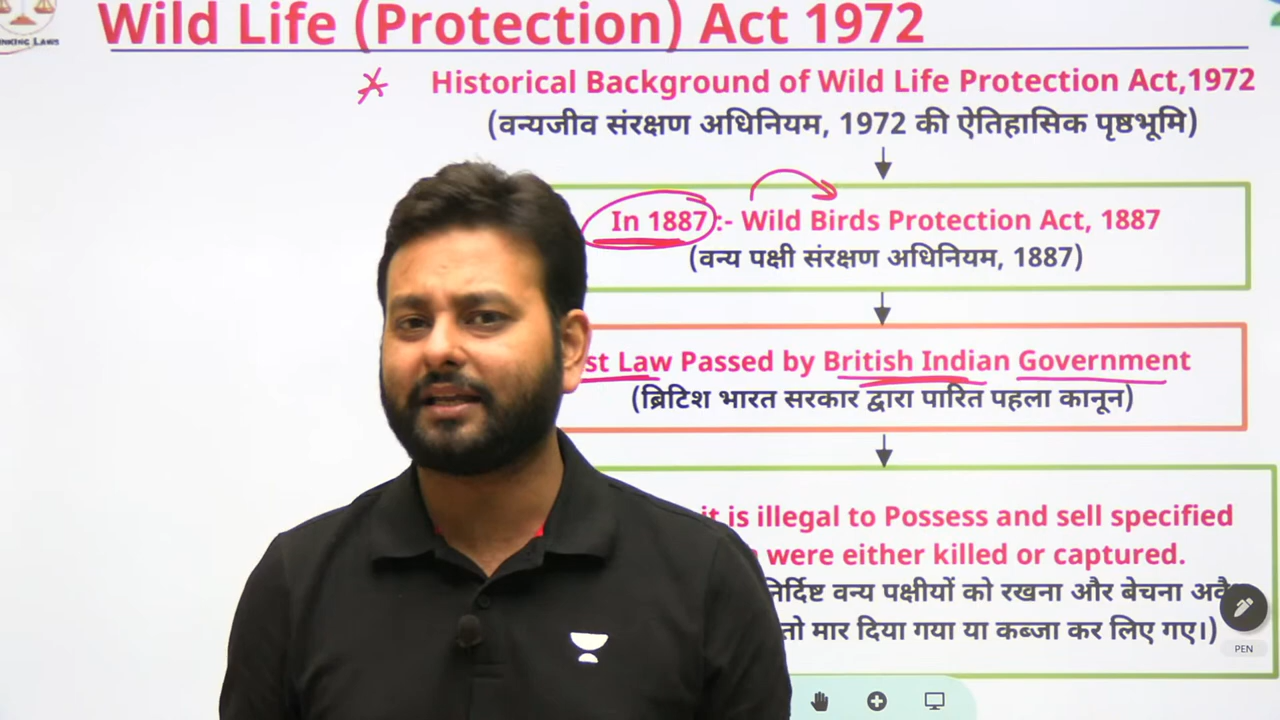 Wild Life (Protection) Act 1972
Historical Background of Wild Life Protection Act,1972
(वन्यजीव संरक्षण अधिनियम, 1972 की ऐतिहासिक पृष्ठभूमि)
In 1887:- Wild Birds Protection Act, 1887
(वन्य पक्षी संरक्षण अधिनियम, 1887)
Law Passed by British Indian Government
(ब्रिटिश भारत सरकार द्वारा पारित पहला कानून)
it is illegal to Possess and sell specified
were either killed or captured.
वन्य पक्षीयों को रखना और बेचना
तो मार दिया गया या कब्जा कर लिए गए।)
PEN